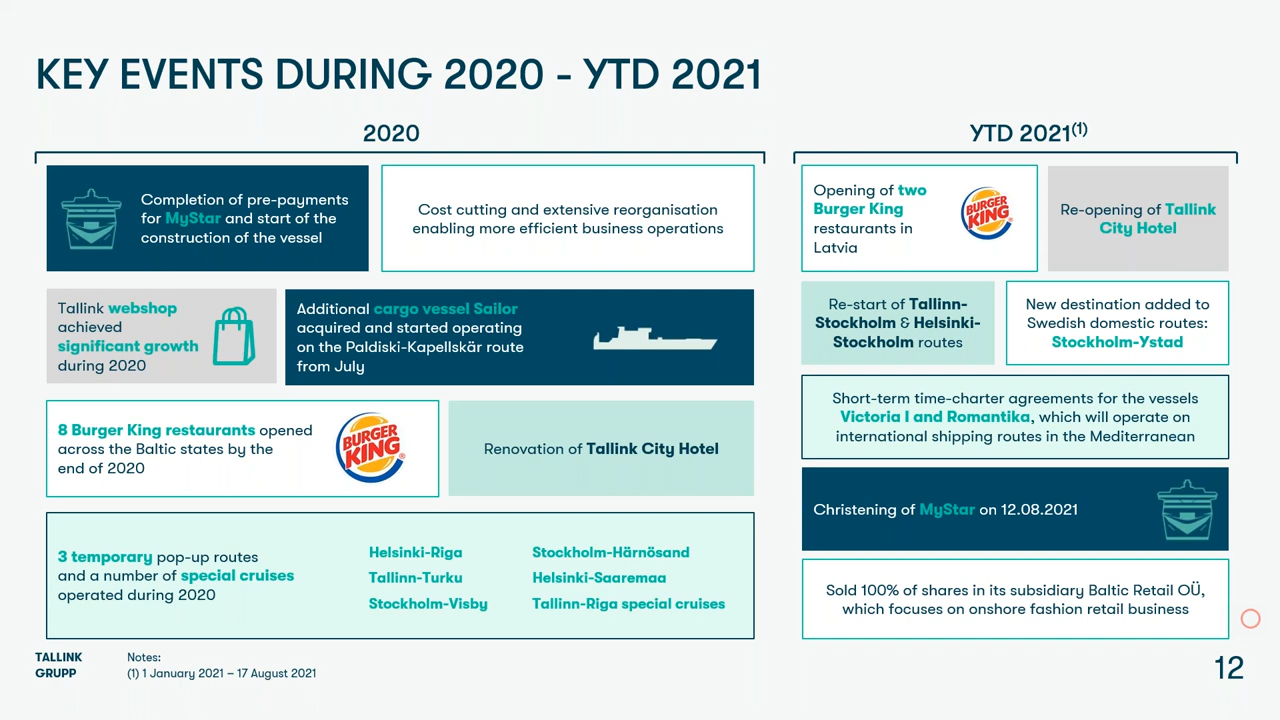 KEY EVENTS DURING 2020 - YTD 2021
2020
Completion of pre-payments
for MyStar and start of the
construction of the vessel
Cost cutting and extensive reorganisation
enabling more efficient business operations
Tallink webshop
achieved
significant growth
during 2020
Additional cargo vessel Sailor
acquired and started operating
on the Paldiski-Kapellskär route
from July
8 Burger King restaurants opened
across the Baltic states by the
end of 2020
BURGER
KING®
Renovation of Tallink City Hotel
3 temporary pop-up routes
and a number of special cruises
operated during 2020
Helsinki-Riga
Tallinn-Turku
Stockholm-Visby
Stockholm-Härnösand
Helsinki-Saaremaa
Tallinn-Riga special cruises
YTD 2021(1)
Opening of two
Burger King
restaurants in
Latvia
BURGER
KING®
Re-opening of Tallink
City Hotel
Re-start of Tallinn-
Stockholm & Helsinki-
Stockholm routes
New destination added to
Swedish domestic routes:
Stockholm-Ystad
Short-term time-charter agreements for the vessels
Victoria I and Romantika, which will operate on
international shipping routes in the Mediterranean
Christening of MyStar on 12.08.2021
Sold 100% of shares in its subsidiary Baltic Retail OÜ,
which focuses on onshore fashion retail business
TALLINK
GRUPP
Notes:
(1) 1 January 2021 – 17 August 2021
12